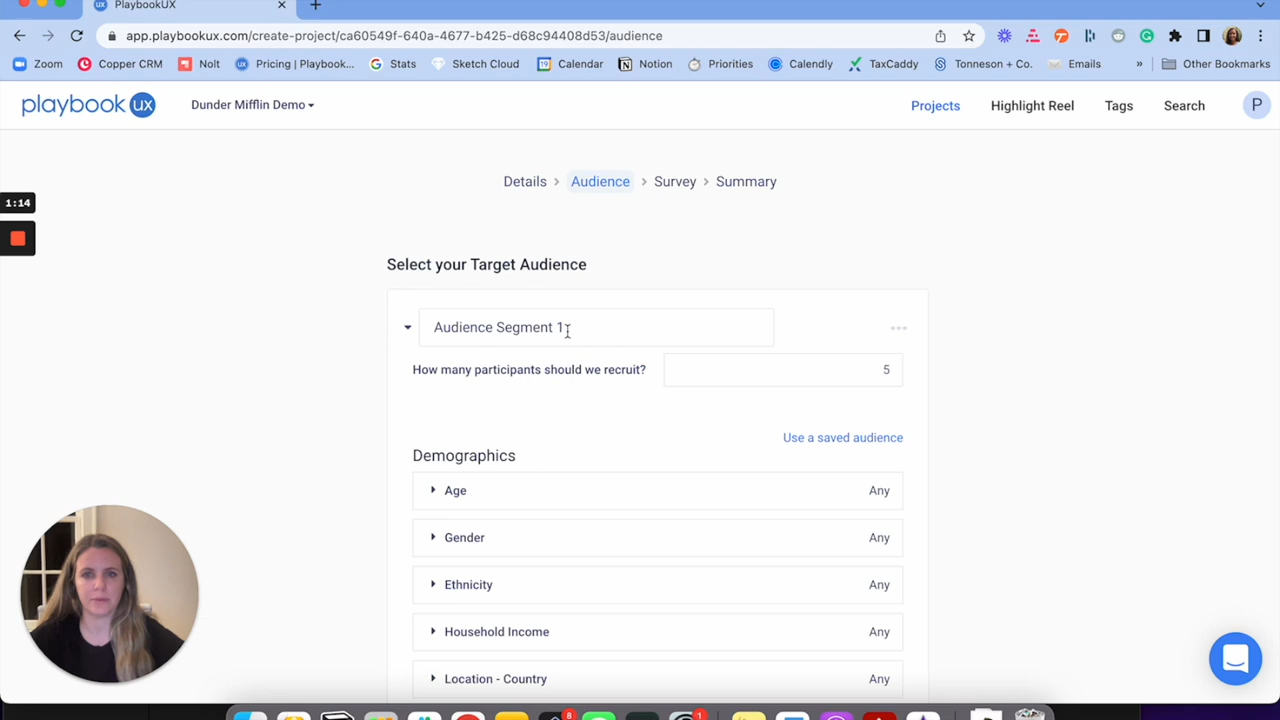 PlaybookUX
app.playbookux.com/create-project/ca60549f-640a-4677-b425-d68c94408d53/audience
Zoom Copper CRM Nolt Pricing | Playbook... Stats Sketch Cloud Calendar Notion Priorities Calendly TaxCaddy Tonneson + Co. Emails » Other Bookmarks
playbook ux Dunder Mifflin Demo Projects Highlight Reel Tags Search P
Details > Audience > Survey > Summary
1:14
Select your Target Audience
Audience Segment 1
How many participants should we recruit? 5
Use a saved audience
Demographics
Age Any
Gender Any
Ethnicity Any
Household Income Any
Location - Country Any
8 1